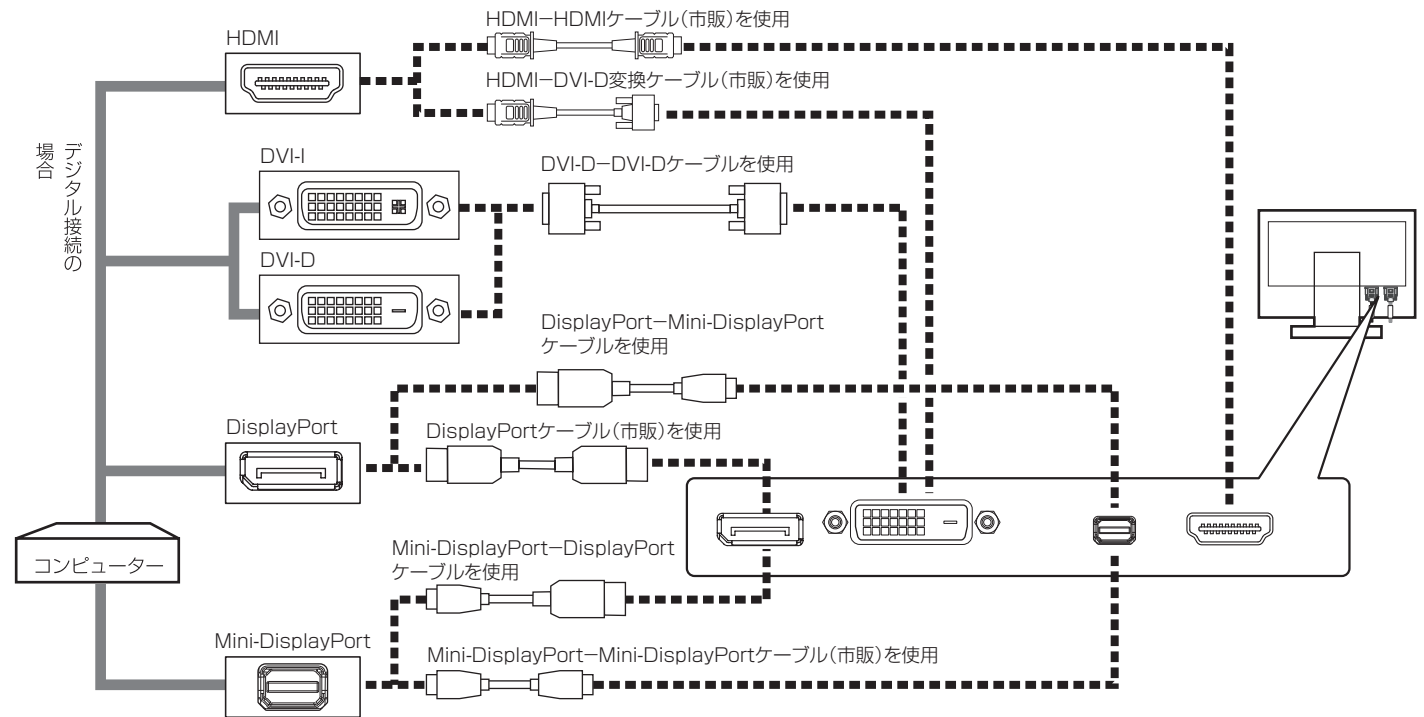 HDMI－HDMIケーブル（市販）を使用
HDMI
HDMI－DVI-D変換ケーブル（市販）を使用
デジタル接続の
場合
DVI-I
DVI-D－DVI-Dケーブルを使用
DVI-D
DisplayPort－Mini-DisplayPort
ケーブルを使用
DisplayPort
DisplayPortケーブル（市販）を使用
コンピューター
Mini-DisplayPort－DisplayPort
ケーブルを使用
Mini-DisplayPort
Mini-DisplayPort－Mini-DisplayPortケーブル（市販）を使用